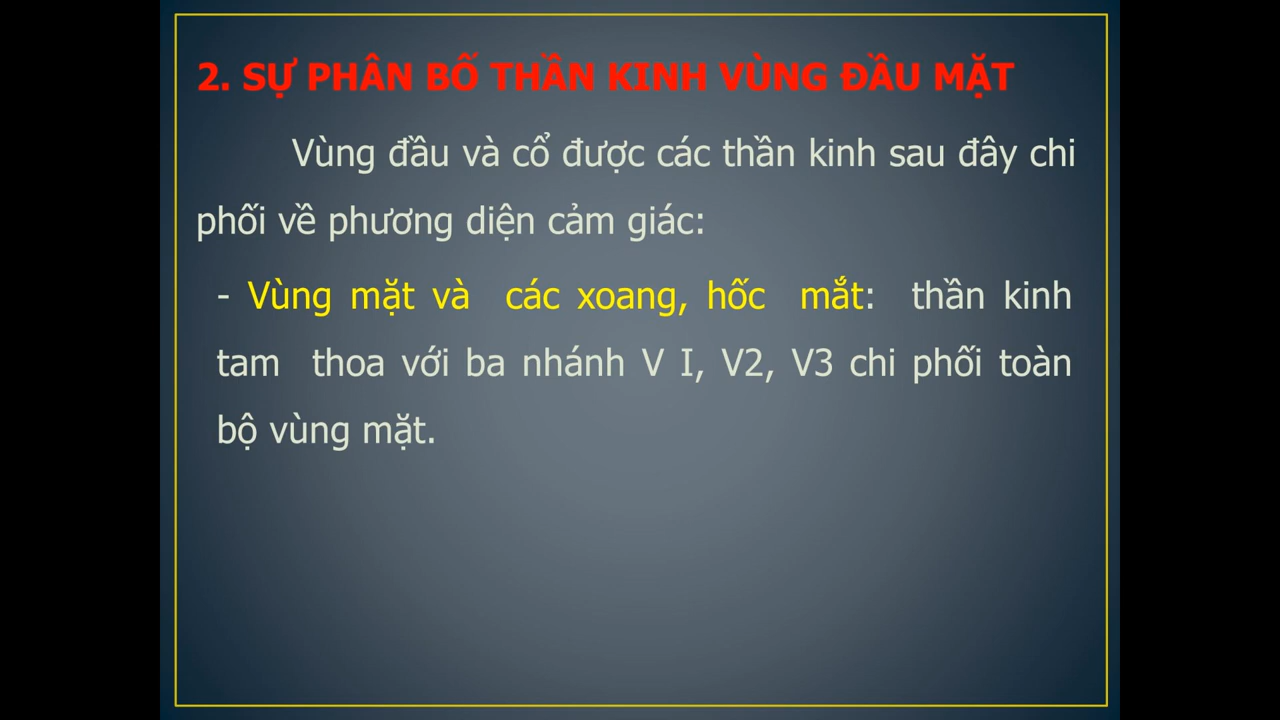 2. SỰ PHÂN BỐ THẦN KINH VÙNG ĐẦU MẶT
Vùng đầu và cổ được các thần kinh sau đây chi
phối về phương diện cảm giác:
- Vùng mặt và các xoang, hốc mắt: thần kinh
tam thoa với ba nhánh V I, V2, V3 chi phối toàn
bộ vùng mặt.